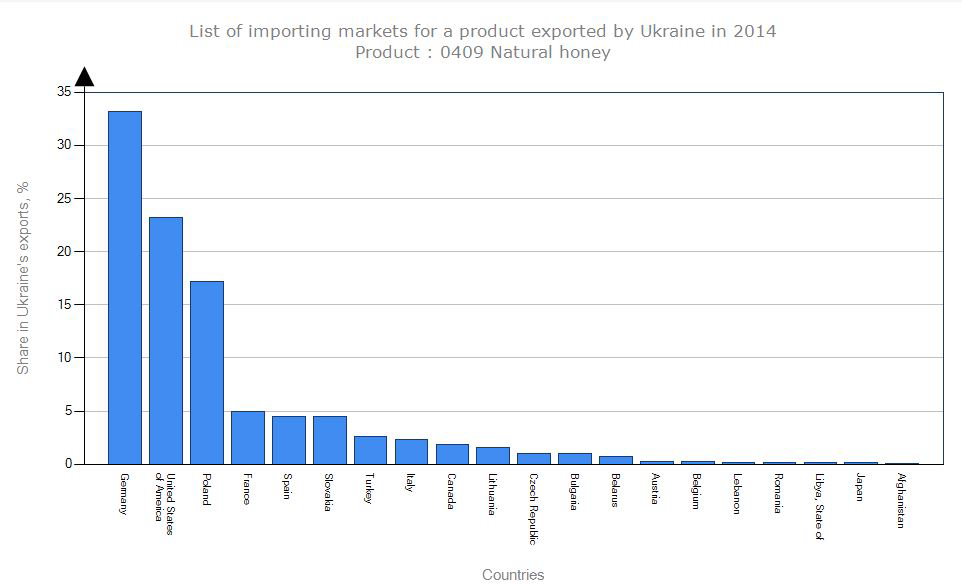 List of importing markets for a product exported by Ukraine in 2014
Product : 0409 Natural honey
Share in Ukraine's exports, %
35
30
25
20
15
10
5
0
Germany
United States
of America
Poland
France
Spain
Slovakia
Turkey
Italy
Canada
Lithuania
Czech Republic
Bulgaria
Belarus
Austria
Belgium
Lebanon
Romania
Libya, State of
Japan
Afghanistan
Countries